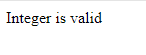 Integer is valid